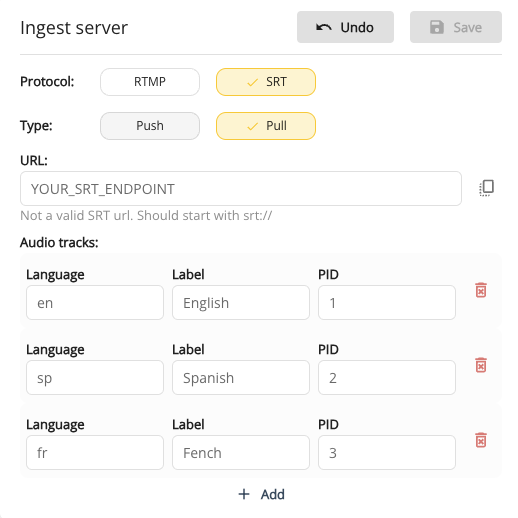 Ingest server
Undo
Save
Protocol:
RTMP
SRT
Type:
Push
Pull
URL:
YOUR_SRT_ENDPOINT
Not a valid SRT url. Should start with srt://
Audio tracks:
Language Label PID
en English 1
Language Label PID
sp Spanish 2
Language Label PID
fr Fench 3
+ Add